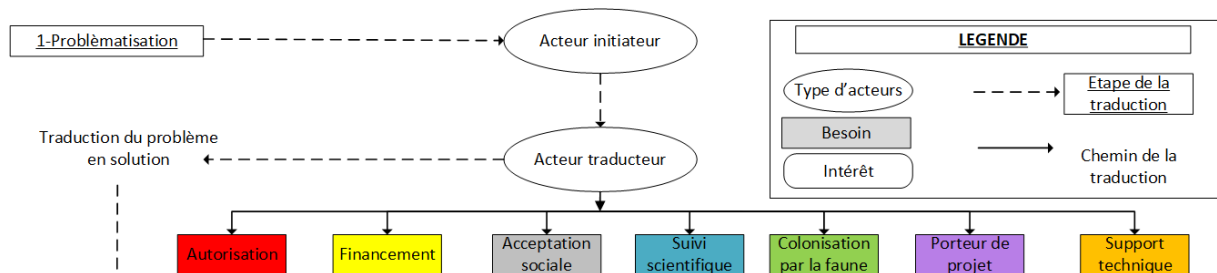 1-Problèmatisation
Acteur initiateur
LEGENDE
Type d'acteurs
Etape de la
traduction
Besoin
Intérêt
Chemin de la
traduction
Traduction du problème
en solution
Acteur traducteur
Autorisation
Financement
Acceptation
sociale
Suivi
scientifique
Colonisation
par la faune
Porteur de
projet
Support
technique